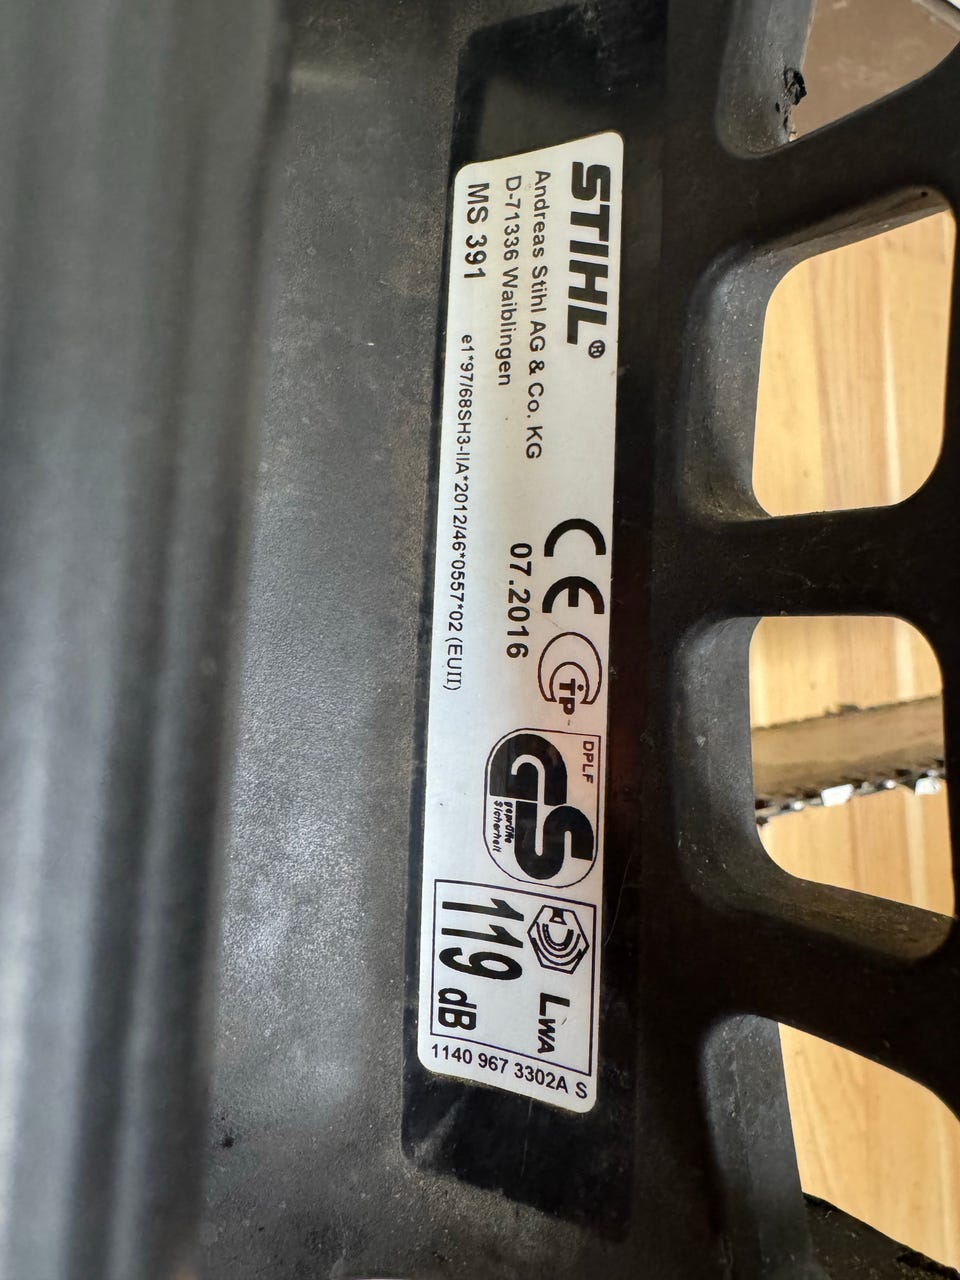 STIHL®
Andreas Stihl AG & Co. KG
D-71336 Waiblingen
MS 391
e1*97/68SH3-IIA*2012/46*0557*02 (EUII)
CE
07.2016
TP
DPLF
GS
geprüfte
Sicherheit
LWA
119 dB
1140 967 3302A S